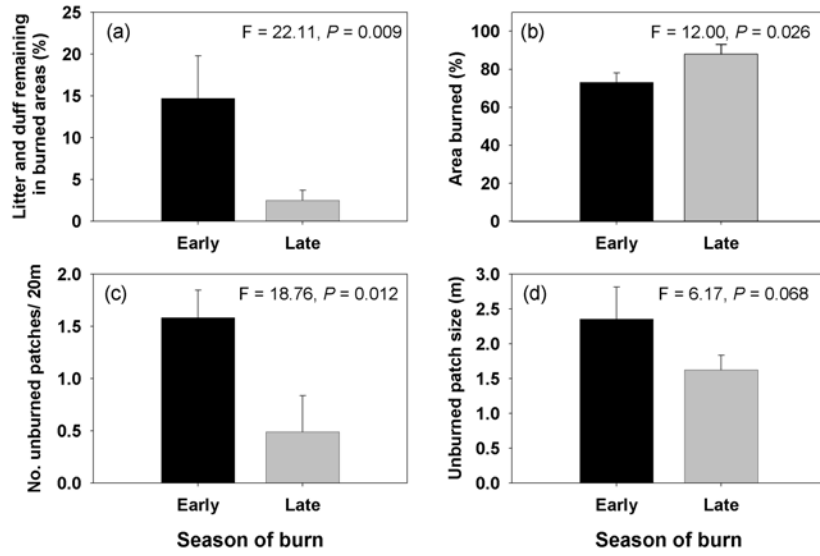 Litter and duff remaining
in burned areas (%)
25
20
15
10
5
0
(a)
F = 22.11, P = 0.009
Early
Late
Area burned (%)
100
80
60
40
20
0
(b)
F = 12.00, P = 0.026
Early
Late
No. unburned patches/ 20m
2.0
1.5
1.0
0.5
0.0
(c)
F = 18.76, P = 0.012
Early
Late
Season of burn
Unburned patch size (m)
3.0
2.5
2.0
1.5
1.0
0.5
0.0
(d)
F = 6.17, P = 0.068
Early
Late
Season of burn